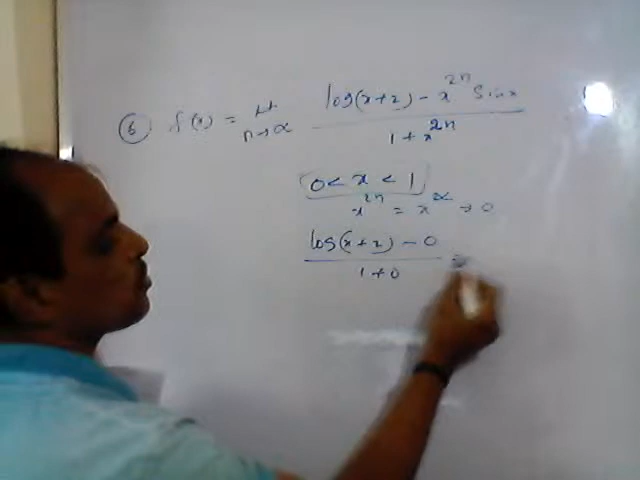 ⑥ f(x) = Lt n→∝ log(x+2) - x^2n Sinx / 1 + x^2n
0 < x < 1
x^2n = x^∝ → 0
log(x+2) - 0 / 1+0 =